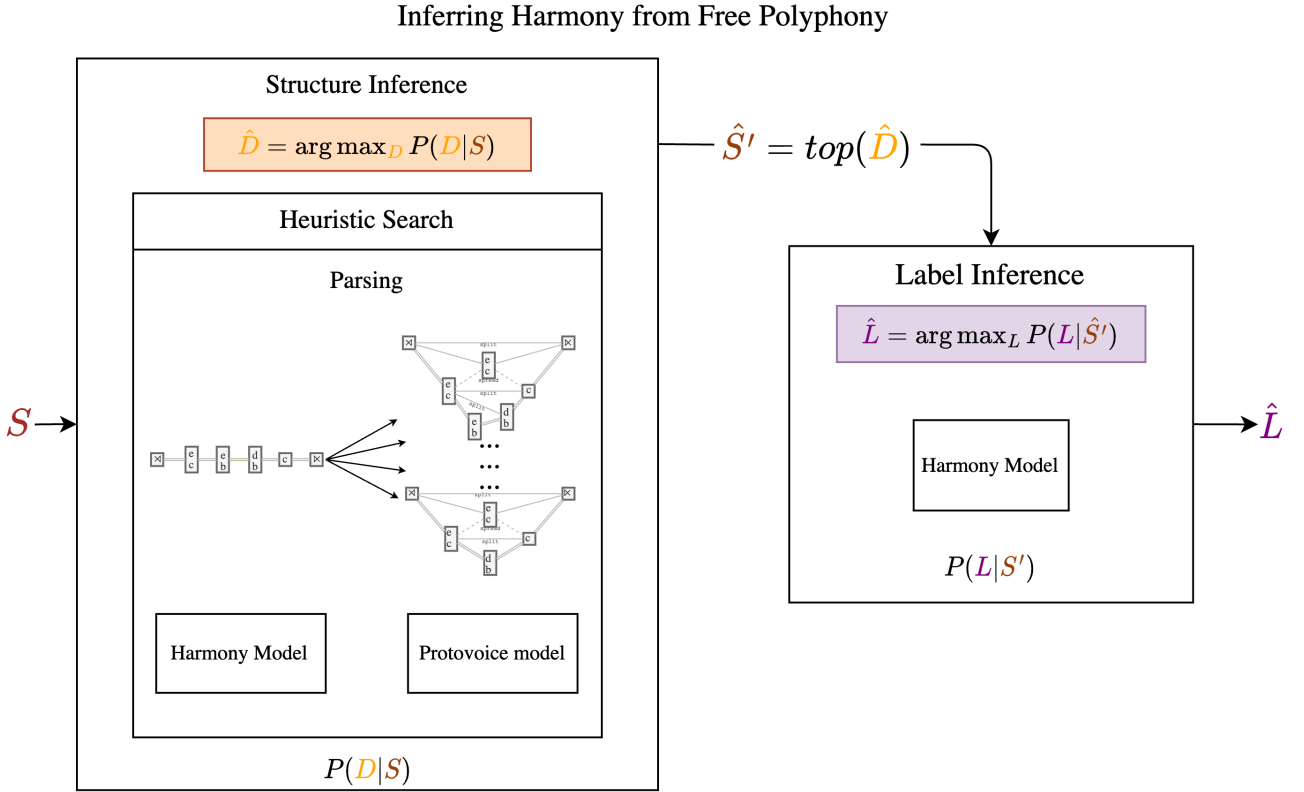 Inferring Harmony from Free Polyphony
Structure Inference
D̂ = arg max_D P(D|S)
Heuristic Search
Parsing
split
e
c
spread
e
c
split
c
split
e
b
d
b
e
c
e
b
d
b
c
...
...
...
split
e
c
spread
e
c
split
c
d
b
Harmony Model
Protovoice model
P(D|S)
S
Ŝ′ = top(D̂)
Label Inference
L̂ = arg max_L P(L|Ŝ′)
Harmony Model
P(L|S′)
L̂